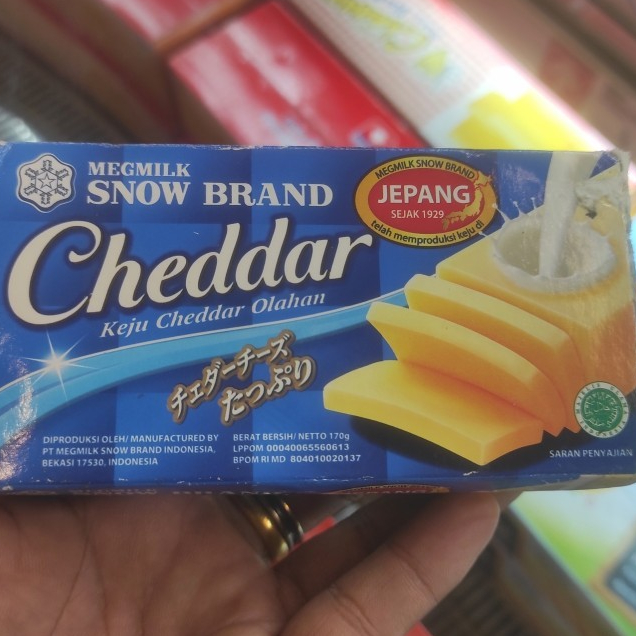 MEGMILK
SNOW BRAND
Cheddar
Keju Cheddar Olahan
チェダーチーズ
たっぷり
MEGMILK SNOW BRAND
JEPANG
SEJAK 1929
telah memproduksi keju di
DIPRODUKSI OLEH/ MANUFACTURED BY
PT MEGMILK SNOW BRAND INDONESIA,
BEKASI 17530, INDONESIA
BERAT BERSIH/ NETTO 170g
LPPOM 00040065560613
BPOM RI MD 804010020137
SARAN PENYAJIAN